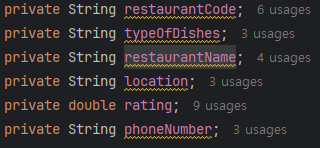 private String restaurantCode; 6 usages
private String typeOfDishes; 3 usages
private String restaurantName; 4 usages
private String location; 3 usages
private double rating; 9 usages
private String phoneNumber; 3 usages